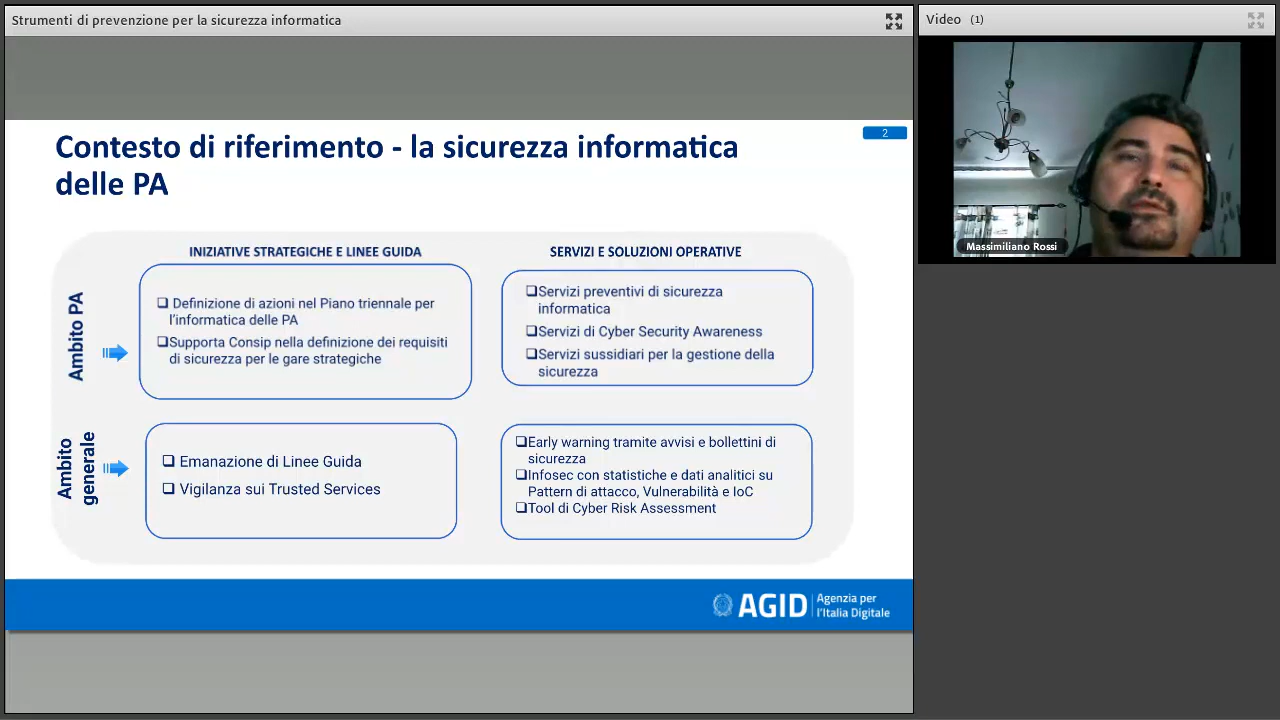 Strumenti di prevenzione per la sicurezza informatica
Video (1)
Massimiliano Rossi
2
Contesto di riferimento - la sicurezza informatica
delle PA
INIZIATIVE STRATEGICHE E LINEE GUIDA
SERVIZI E SOLUZIONI OPERATIVE
Ambito PA
Definizione di azioni nel Piano triennale per
l'informatica delle PA
Supporta Consip nella definizione dei requisiti
di sicurezza per le gare strategiche
Servizi preventivi di sicurezza
informatica
Servizi di Cyber Security Awareness
Servizi sussidiari per la gestione della
sicurezza
Ambito
generale
Emanazione di Linee Guida
Vigilanza sui Trusted Services
Early warning tramite avvisi e bollettini di
sicurezza
Infosec con statistiche e dati analitici su
Pattern di attacco, Vulnerabilità e IoC
Tool di Cyber Risk Assessment
AGID
Agenzia per
l'Italia Digitale